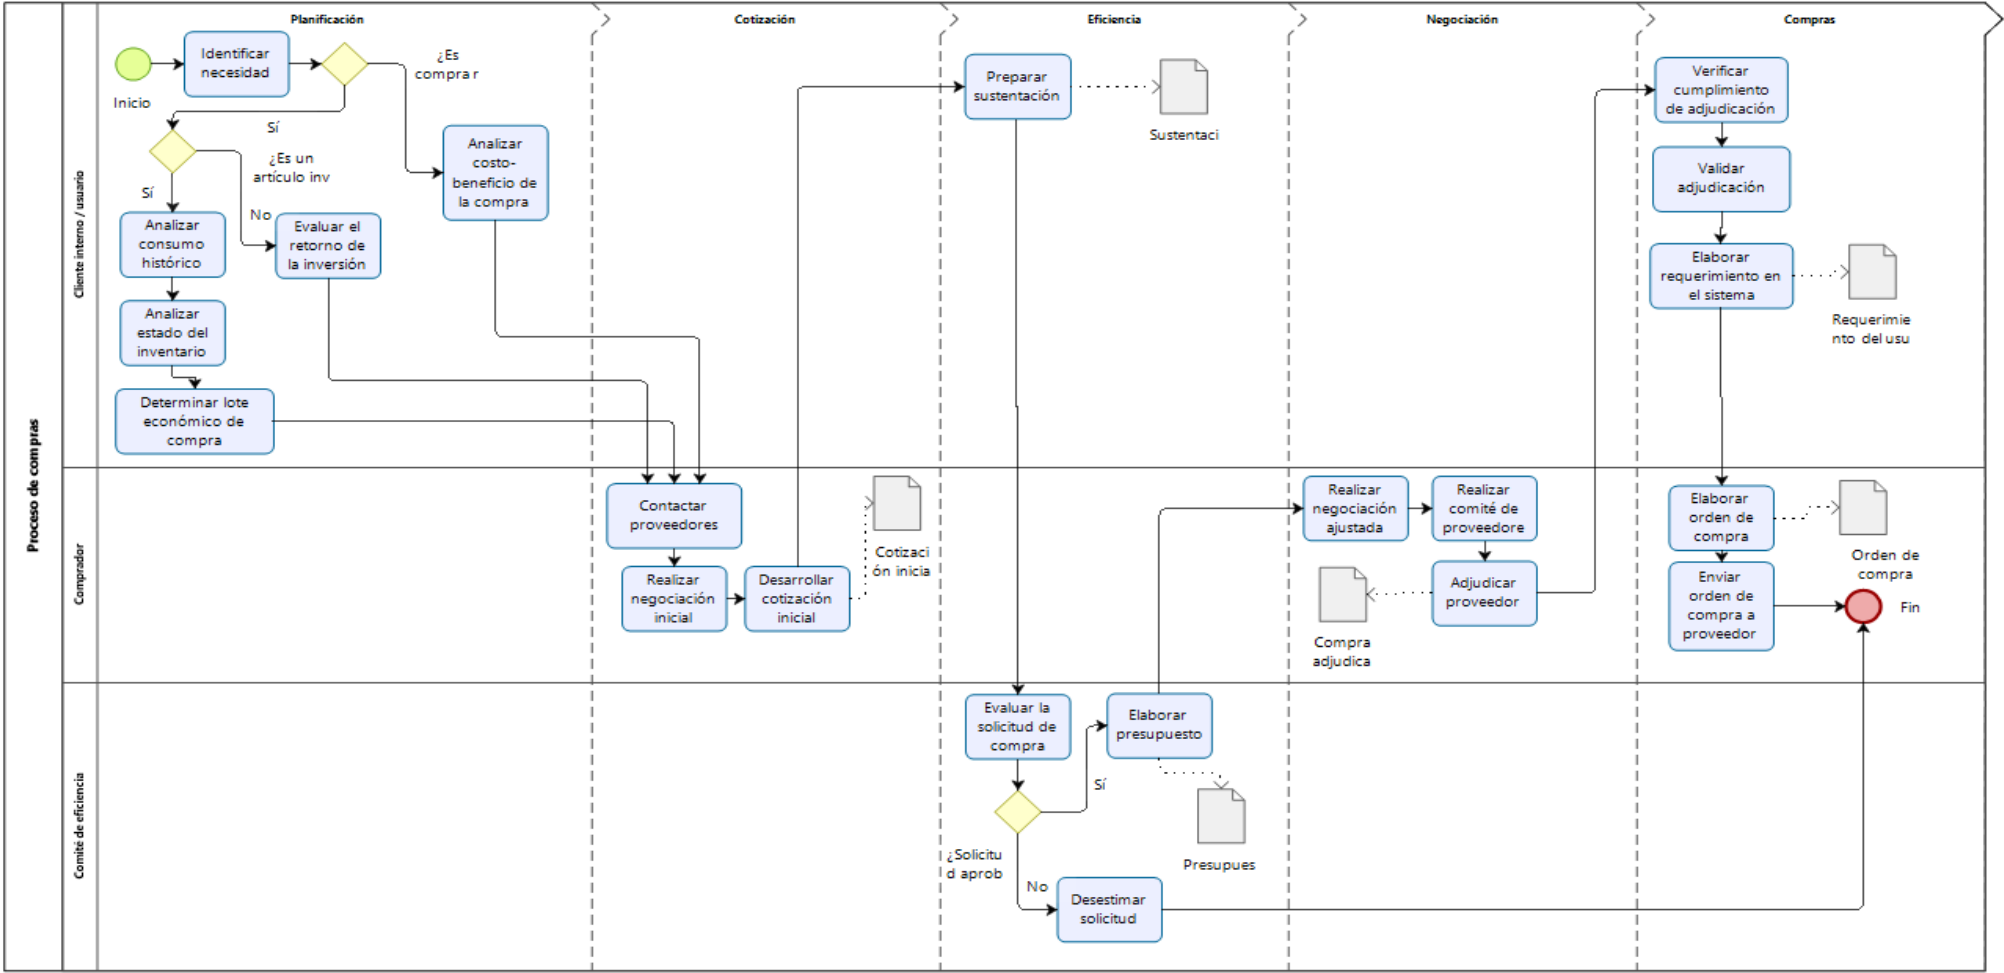 Proceso de compras
Planificación
Cotización
Eficiencia
Negociación
Compras
Cliente interno / usuario
Inicio
Identificar
necesidad
¿Es
comprar
Sí
¿Es un
artículo inv
Sí
No
Analizar
consumo
histórico
Evaluar el
retorno de
la inversión
Analizar
costo-
beneficio de
la compra
Analizar
estado del
inventario
Determinar lote
económico de
compra
Preparar
sustentación
Sustentaci
Verificar
cumplimiento
de adjudicación
Validar
adjudicación
Elaborar
requerimiento en
el sistema
Requerimie
nto del usu
Comprador
Contactar
proveedores
Realizar
negociación
inicial
Desarrollar
cotización
inicial
Cotizaci
ón inicia
Realizar
negociación
ajustada
Realizar
comité de
proveedore
Adjudicar
proveedor
Compra
adjudica
Elaborar
orden de
compra
Orden de
compra
Enviar
orden de
compra a
proveedor
Fin
Comité de eficiencia
Evaluar la
solicitud de
compra
Elaborar
presupuesto
Sí
¿Solicitu
d aprob
No
Presupues
Desestimar
solicitud